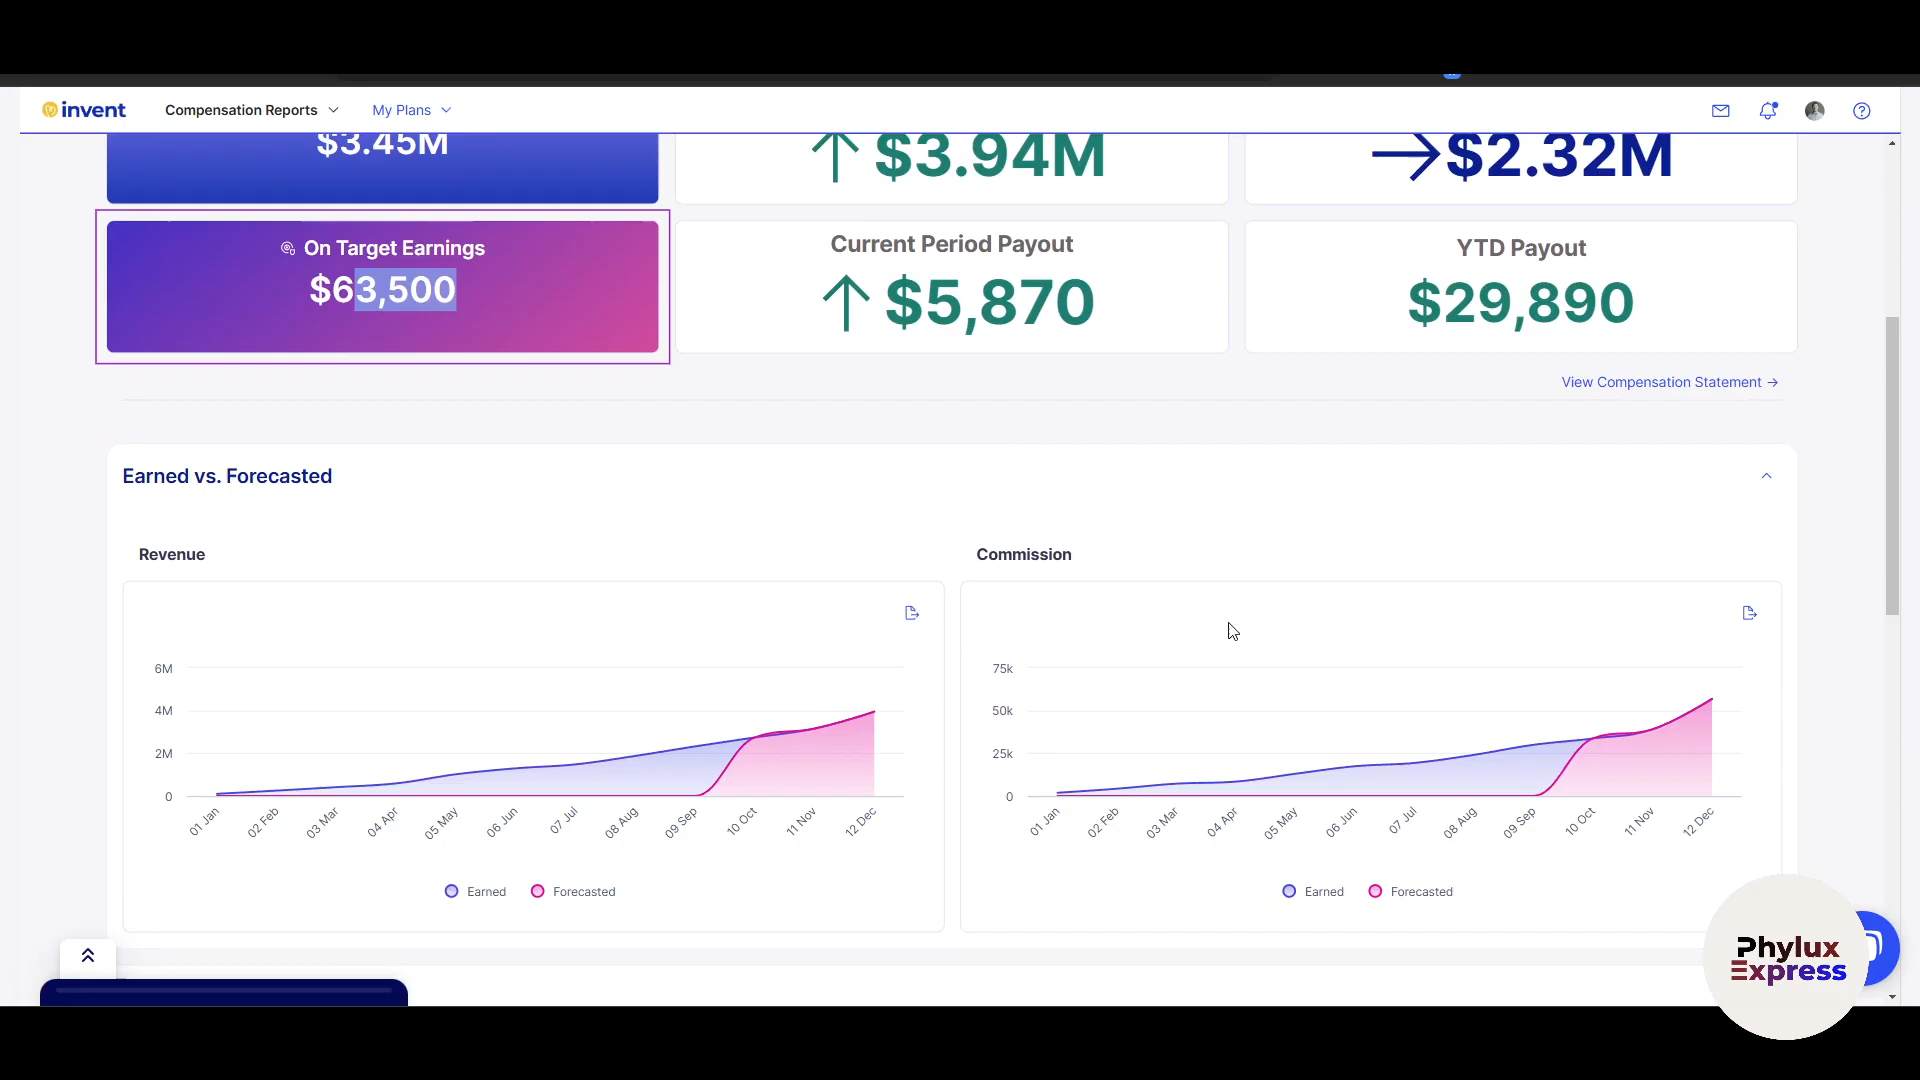 invent
Compensation Reports
My Plans
$3.45M
$3.94M
$2.32M
On Target Earnings
$63,500
Current Period Payout
$5,870
YTD Payout
$29,890
View Compensation Statement →
Earned vs. Forecasted
Revenue
6M
4M
2M
0
01 Jan
02 Feb
03 Mar
04 Apr
05 May
06 Jun
07 Jul
08 Aug
09 Sep
10 Oct
11 Nov
12 Dec
Earned
Forecasted
Commission
75k
50k
25k
0
01 Jan
02 Feb
03 Mar
04 Apr
05 May
06 Jun
07 Jul
08 Aug
09 Sep
10 Oct
11 Nov
12 Dec
Earned
Forecasted
Phylux
Express